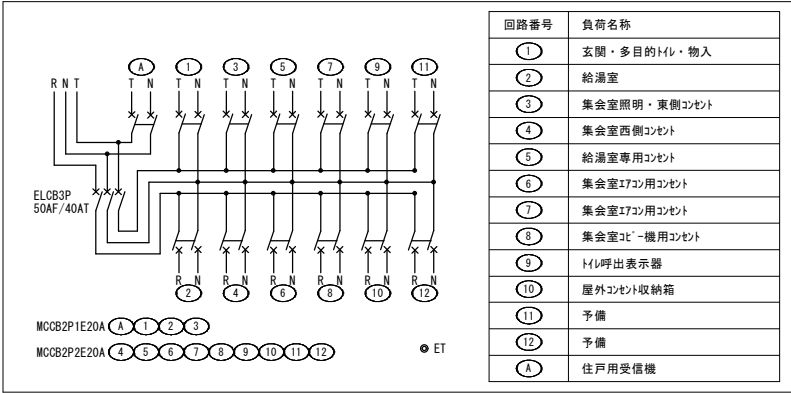 Ⓐ ① ③ ⑤ ⑦ ⑨ ⑪
R N T T N T N T N T N T N T N T N
ELCB3P
50AF/40AT
R N R N R N R N R N R N
② ④ ⑥ ⑧ ⑩ ⑫
MCCB2P1E20A Ⓐ ① ② ③
MCCB2P2E20A ④ ⑤ ⑥ ⑦ ⑧ ⑨ ⑩ ⑪ ⑫
◎ ET
回路番号 負荷名称
① 玄関・多目的ﾄｲﾚ・物入
② 給湯室
③ 集会室照明・東側ｺﾝｾﾝﾄ
④ 集会室西側ｺﾝｾﾝﾄ
⑤ 給湯室専用ｺﾝｾﾝﾄ
⑥ 集会室ｴｱｺﾝ用ｺﾝｾﾝﾄ
⑦ 集会室ｴｱｺﾝ用ｺﾝｾﾝﾄ
⑧ 集会室ｺﾋﾟｰ機用ｺﾝｾﾝﾄ
⑨ ﾄｲﾚ呼出表示器
⑩ 屋外ｺﾝｾﾝﾄ収納箱
⑪ 予備
⑫ 予備
Ⓐ 住戸用受信機